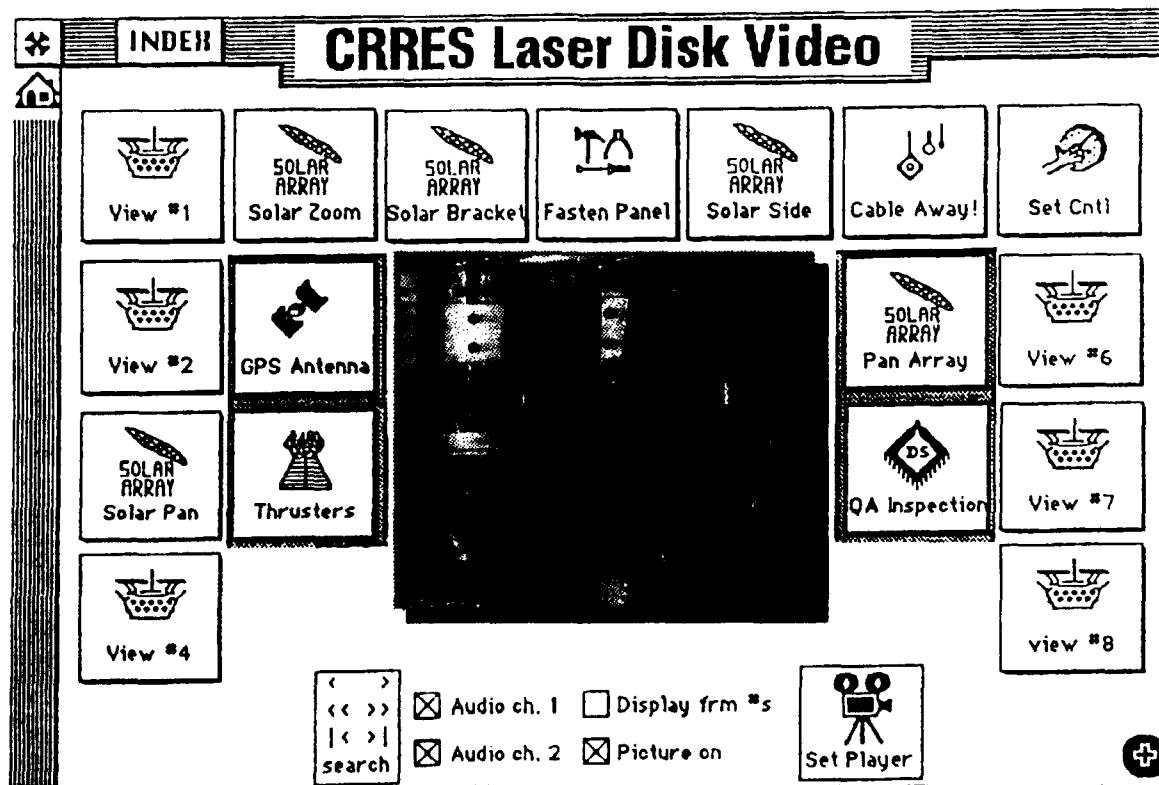 INDEX
CRRES Laser Disk Video
View #1
SOLAR
ARRAY
Solar Zoom
SOLAR
ARRAY
Solar Bracket
Fasten Panel
SOLAR
ARRAY
Solar Side
Cable Away!
Set Cntl
View #2
GPS Antenna
SOLAR
ARRAY
Pan Array
View #6
SOLAR
ARRAY
Solar Pan
Thrusters
DS
QA Inspection
View #7
View #4
view #8
< >
<< >>
|< >|
search
Audio ch. 1
Display frm #s
Audio ch. 2
Picture on
Set Player